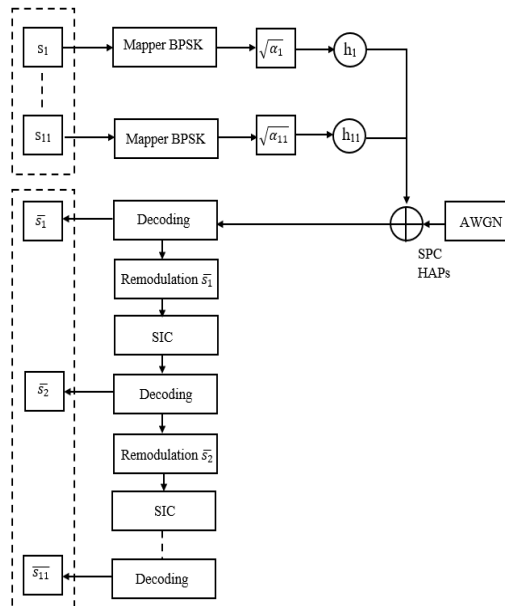 s₁ Mapper BPSK √α₁ h₁
s₁₁ Mapper BPSK √α₁₁ h₁₁
s̄₁ Decoding AWGN
SPC
HAPs
Remodulation s̄₁
SIC
s̄₂ Decoding
Remodulation s̄₂
SIC
s̄₁₁ Decoding